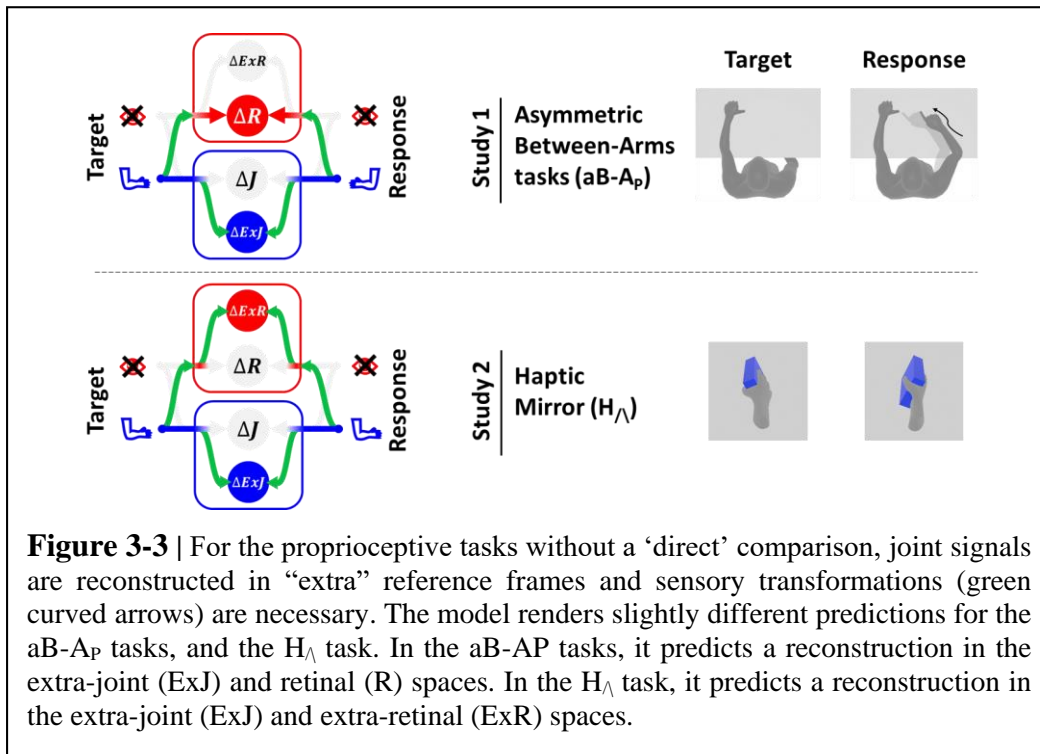 Target Response
ΔExR
ΔR
ΔJ
ΔExJ
Target
Response
Study 1
Asymmetric
Between-Arms
tasks (aB-A_P)
ΔExR
ΔR
ΔJ
ΔExJ
Target
Response
Study 2
Haptic
Mirror (H_/\)
Figure 3-3 | For the proprioceptive tasks without a ‘direct’ comparison, joint signals
are reconstructed in “extra” reference frames and sensory transformations (green
curved arrows) are necessary. The model renders slightly different predictions for the
aB-A_P tasks, and the H_/\ task. In the aB-AP tasks, it predicts a reconstruction in the
extra-joint (ExJ) and retinal (R) spaces. In the H_/\ task, it predicts a reconstruction in
the extra-joint (ExJ) and extra-retinal (ExR) spaces.